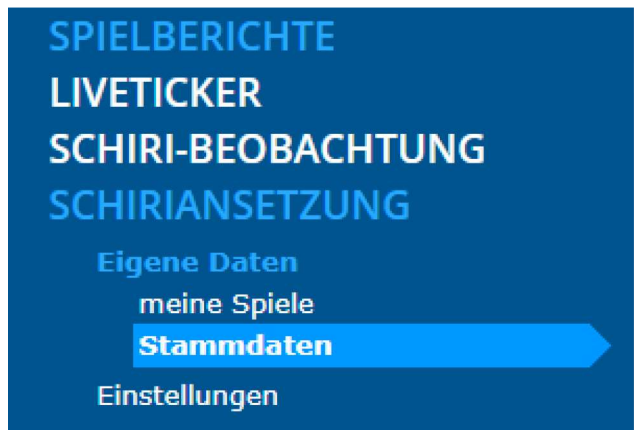 SPIELBERICHTE
LIVETICKER
SCHIRI-BEOBACHTUNG
SCHIRIANSETZUNG
Eigene Daten
meine Spiele
Stammdaten
Einstellungen